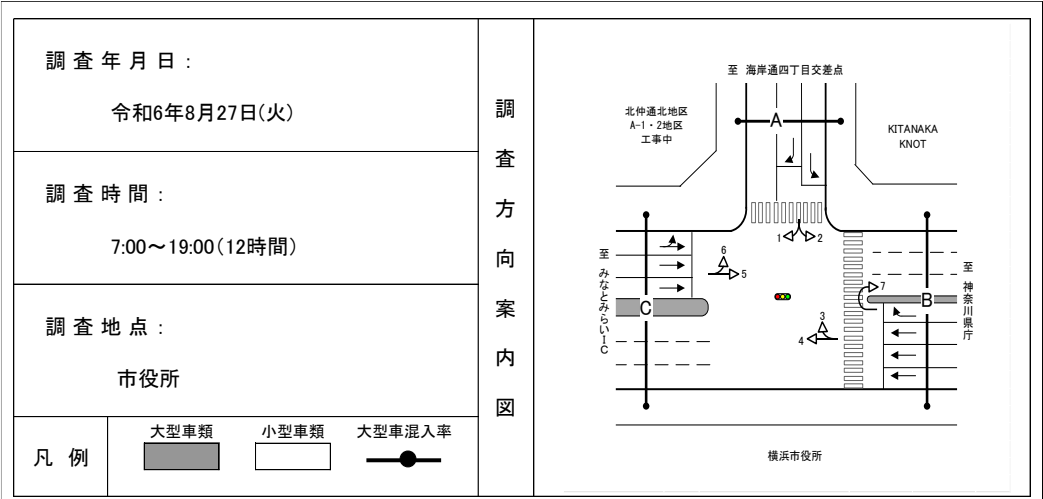 調査年月日：
令和6年8月27日(火)
調査時間：
7:00～19:00(12時間)
調査地点：
市役所
凡例
大型車類
小型車類
大型車混入率
調査方向案内図
至 海岸通四丁目交差点
北仲通北地区
A-1・2地区
工事中
A
KITANAKA
KNOT
1
2
至 みなとみらいIC
6
5
C
7
B
至 神奈川県庁
3
4
横浜市役所